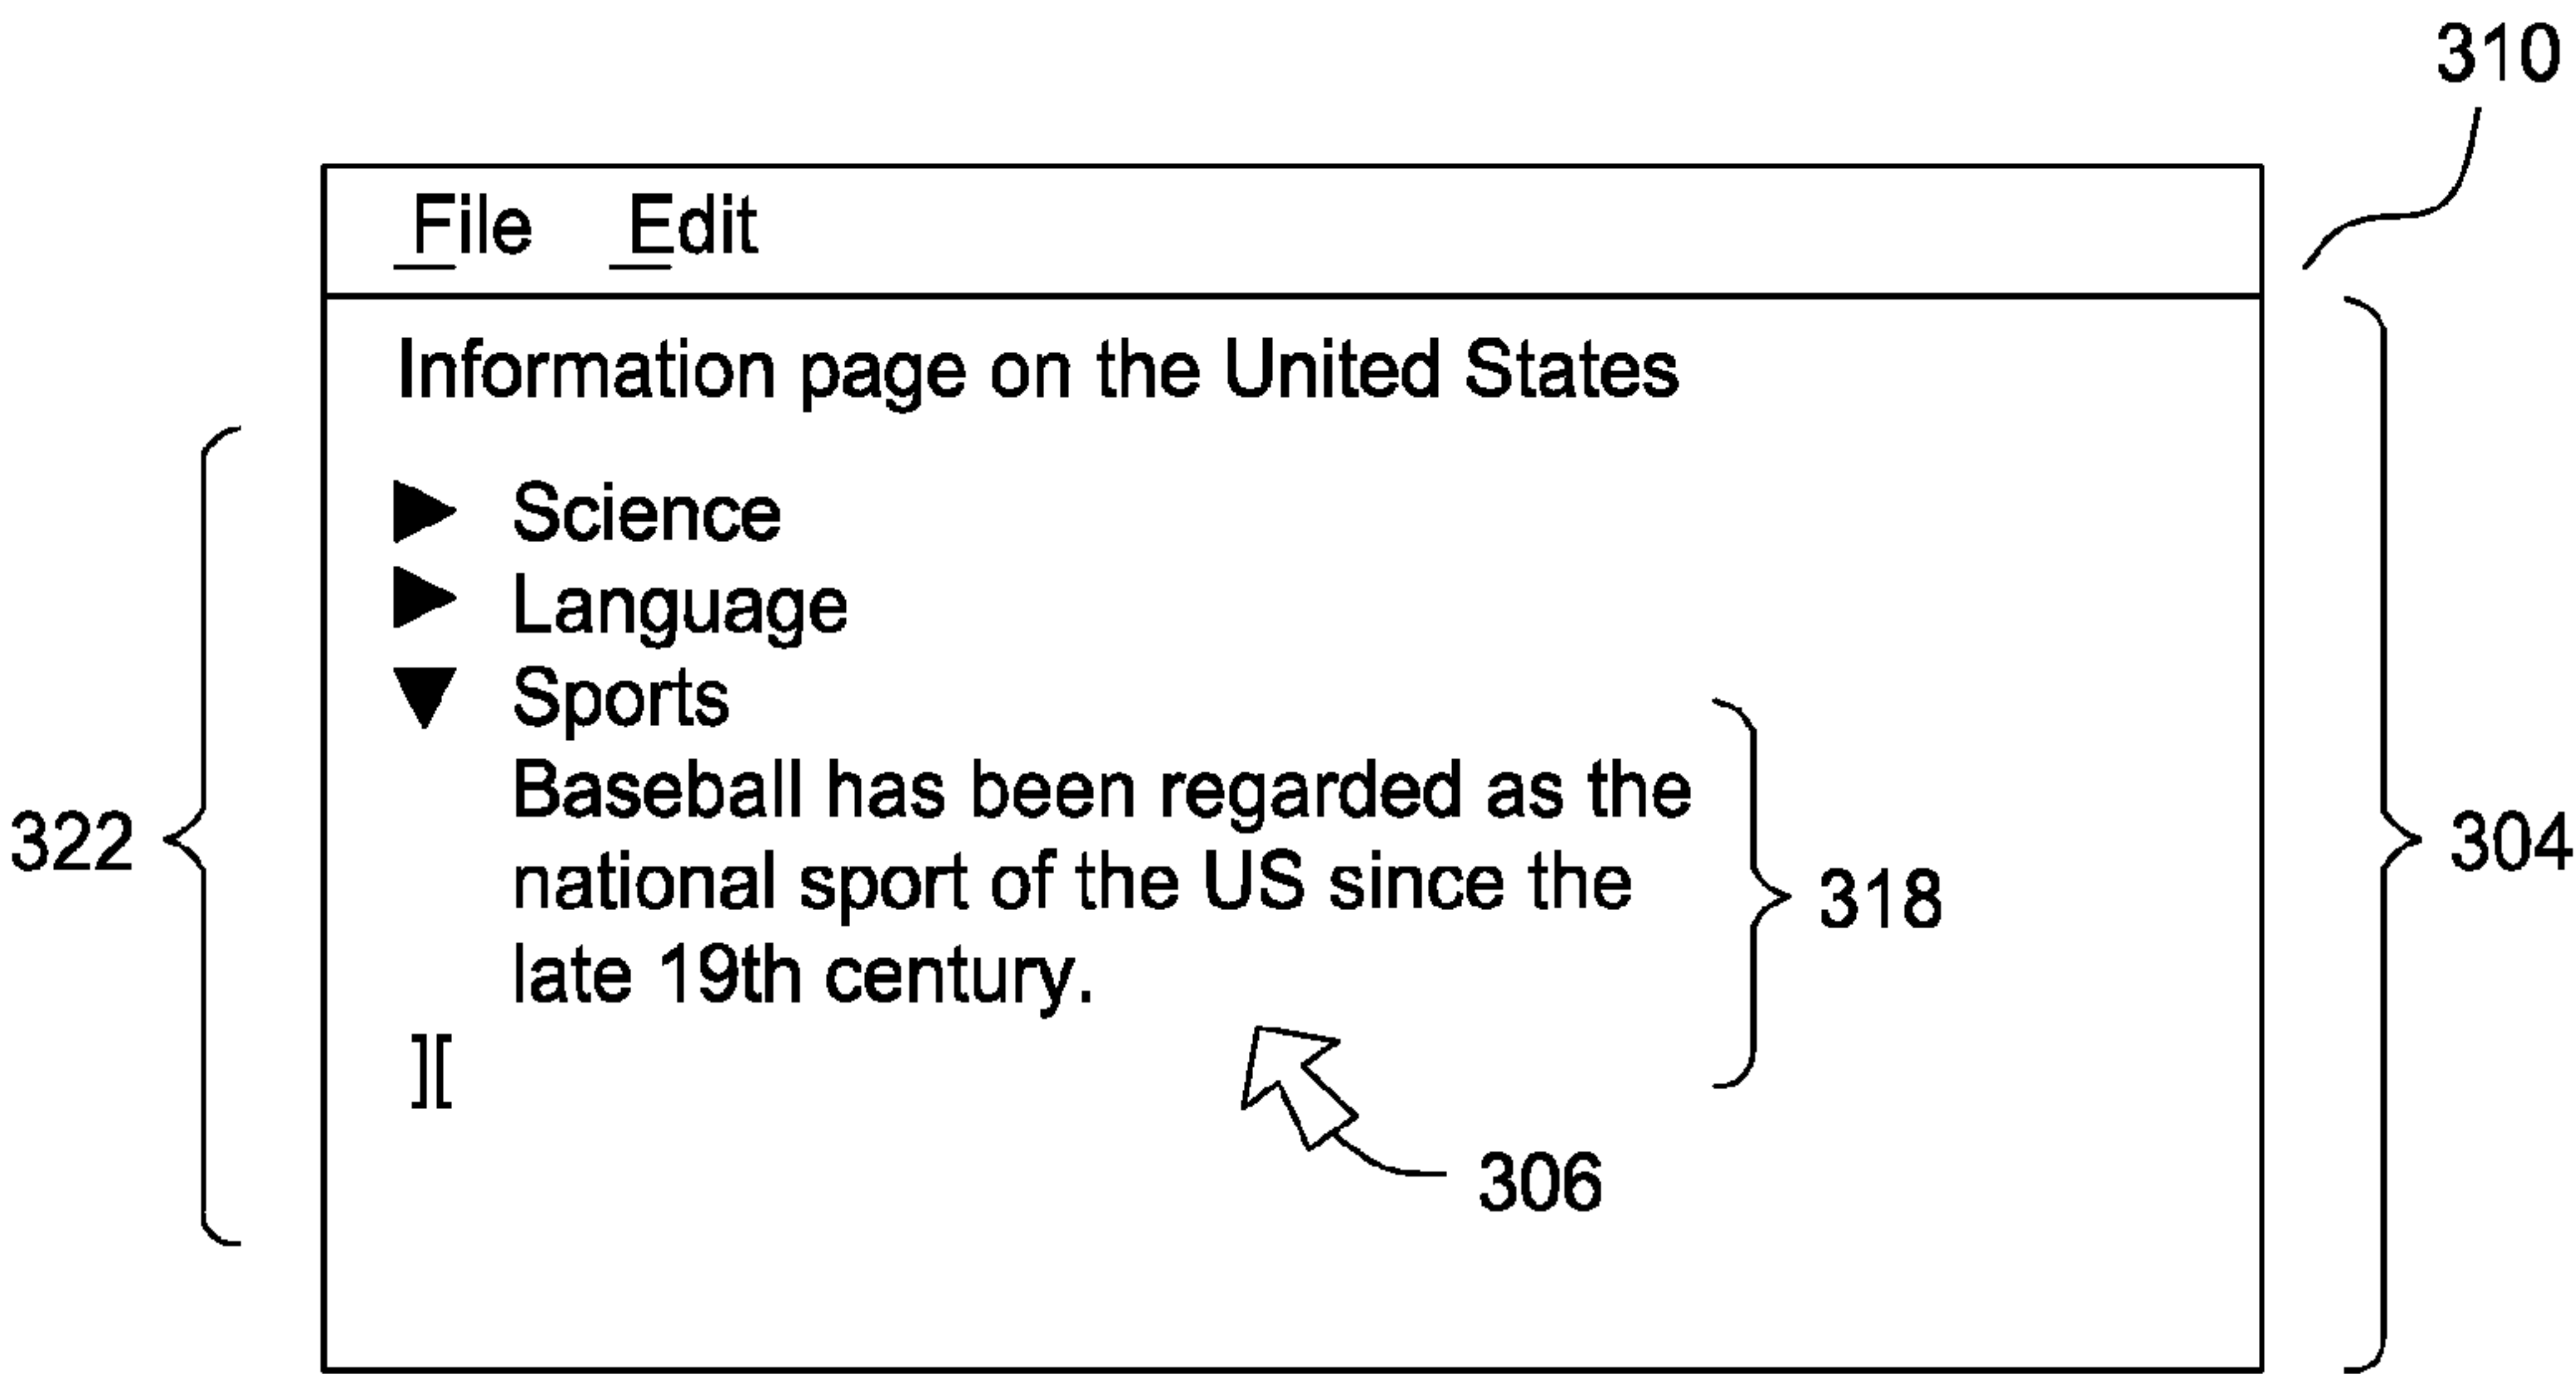 310
File Edit
Information page on the United States
▶ Science
▶ Language
▼ Sports
Baseball has been regarded as the
national sport of the US since the
late 19th century.
][
322
318
304
306